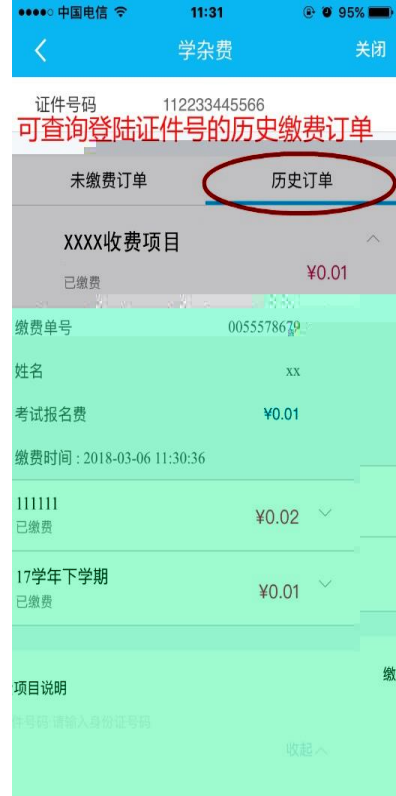 中国电信 11:31 95%
学杂费 关闭
证件号码 112233445566
可查询登陆证件号的历史缴费订单
未缴费订单 历史订单
XXXX收费项目
已缴费 ¥0.01
缴费单号 0055578679
姓名 xx
考试报名费 ¥0.01
缴费时间 : 2018-03-06 11:30:36
111111
已缴费 ¥0.02
17学年下学期
已缴费 ¥0.01
缴
项目说明
件号码:请输入身份证号码
收起